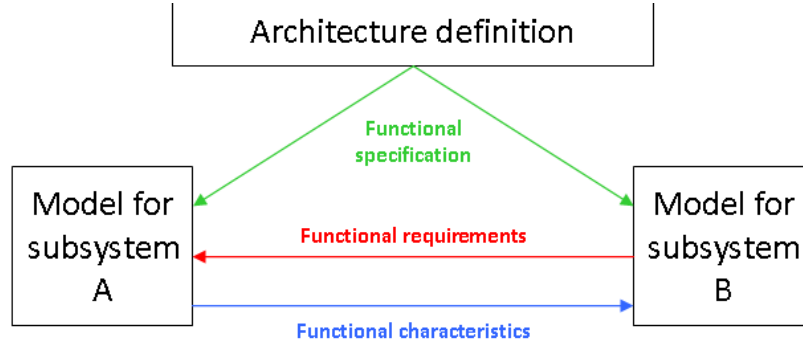 Architecture definition
Functional
specification
Model for
subsystem
A
Functional requirements
Model for
subsystem
B
Functional characteristics